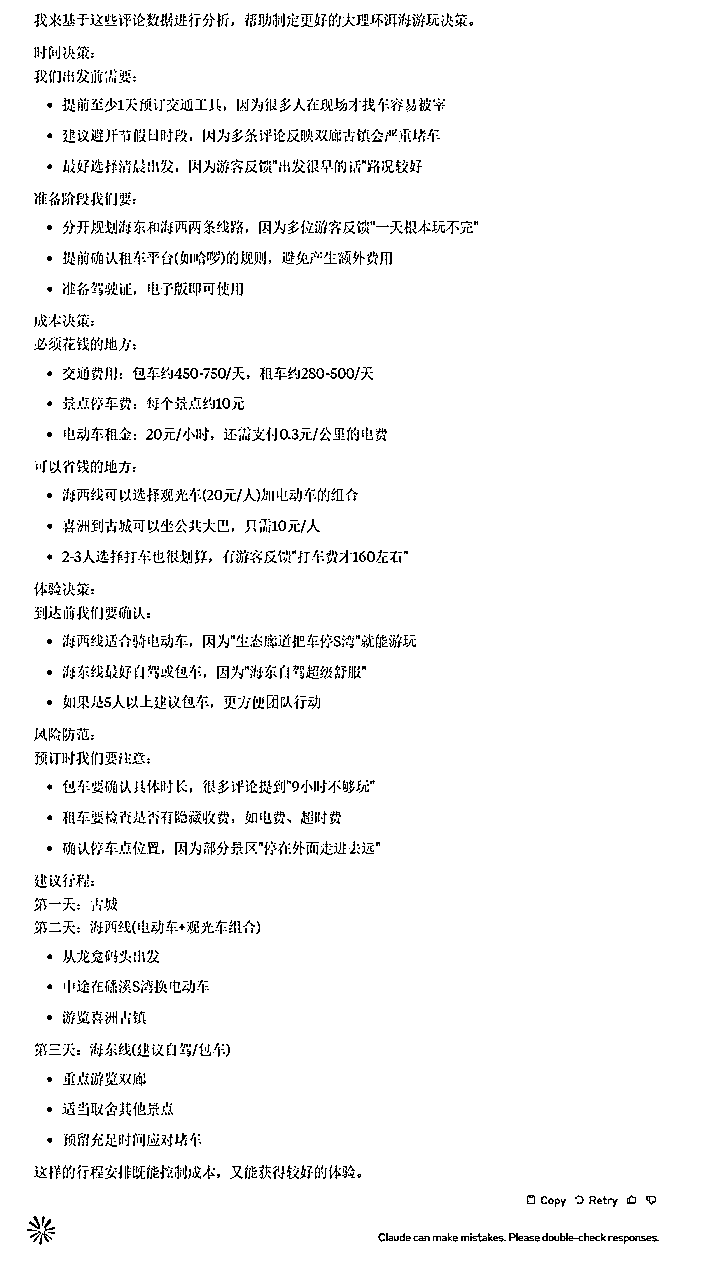 我来基于这些评论数据进行分析，帮助制定更好的大理环洱海游玩决策。
时间决策：
我们出发前需要：
• 提前至少1天预订交通工具，因为很多人在现场才找车容易被宰
• 建议避开节假日时段，因为多条评论反映双廊古镇会严重堵车
• 最好选择清晨出发，因为游客反馈"出发很早的话"路况较好
准备阶段我们要：
• 分开规划海东和海西两条线路，因为多位游客反馈"一天根本玩不完"
• 提前确认租车平台(如哈啰)的规则，避免产生额外费用
• 准备驾驶证，电子版即可使用
成本决策：
必须花钱的地方：
• 交通费用：包车约450-750/天，租车约280-500/天
• 景点停车费：每个景点约10元
• 电动车租金：20元/小时，还需支付0.3元/公里的电费
可以省钱的地方：
• 海西线可以选择观光车(20元/人)加电动车的组合
• 喜洲到古城可以坐公共大巴，只需10元/人
• 2-3人选择打车也很划算，有游客反馈"打车费才160左右"
体验决策：
到达前我们要确认：
• 海西线适合骑电动车，因为"生态廊道把车停S湾"就能游玩
• 海东线最好自驾或包车，因为"海东自驾超级舒服"
• 如果是5人以上建议包车，更方便团队行动
风险防范：
预订时我们要注意：
• 包车要确认具体时长，很多评论提到"9小时不够玩"
• 租车要检查是否有隐藏收费，如电费、超时费
• 确认停车点位置，因为部分景区"停在外面走进去远"
建议行程：
第一天：古城
第二天：海西线(电动车+观光车组合)
• 从龙龛码头出发
• 中途在磻溪S湾换电动车
• 游览喜洲古镇
第三天：海东线(建议自驾/包车)
• 重点游览双廊
• 适当取舍其他景点
• 预留充足时间应对堵车
这样的行程安排既能控制成本，又能获得较好的体验。
Copy Retry
Claude can make mistakes. Please double-check responses.